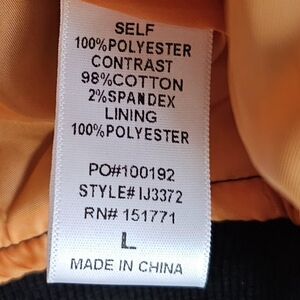 SELF
100%POLYESTER
CONTRAST
98%COTTON
2%SPANDEX
LINING
100%POLYESTER
PO#100192
STYLE# IJ3372
RN# 151771
L
MADE IN CHINA